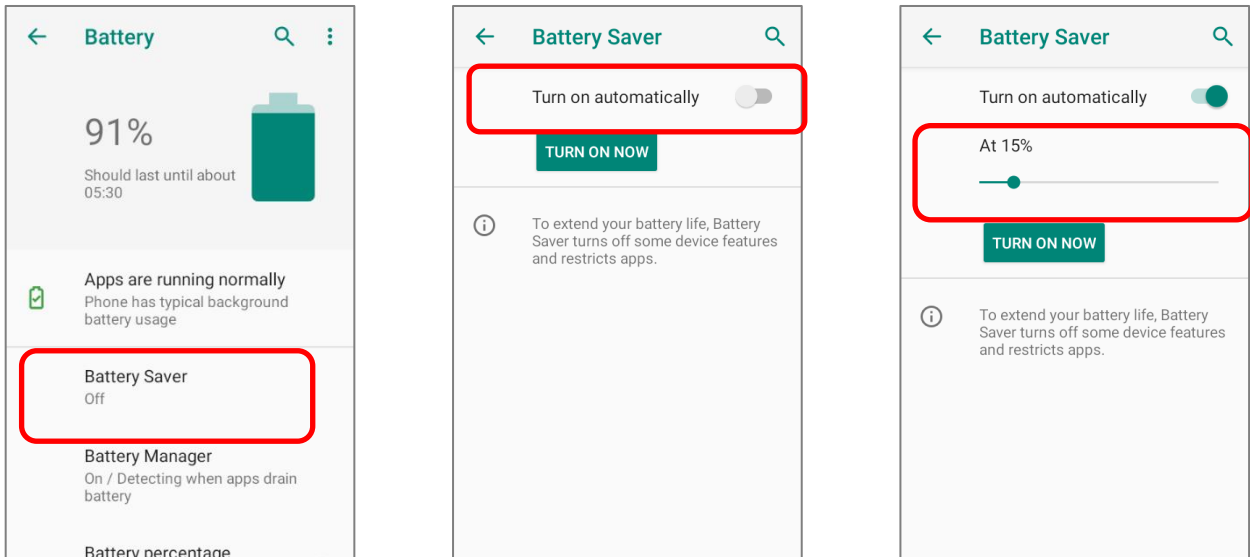 Battery
91%
Should last until about
05:30
Apps are running normally
Phone has typical background
battery usage
Battery Saver
Off
Battery Manager
On / Detecting when apps drain
battery
Battery percentage
Battery Saver
Turn on automatically
TURN ON NOW
To extend your battery life, Battery
Saver turns off some device features
and restricts apps.
Battery Saver
Turn on automatically
At 15%
TURN ON NOW
To extend your battery life, Battery
Saver turns off some device features
and restricts apps.